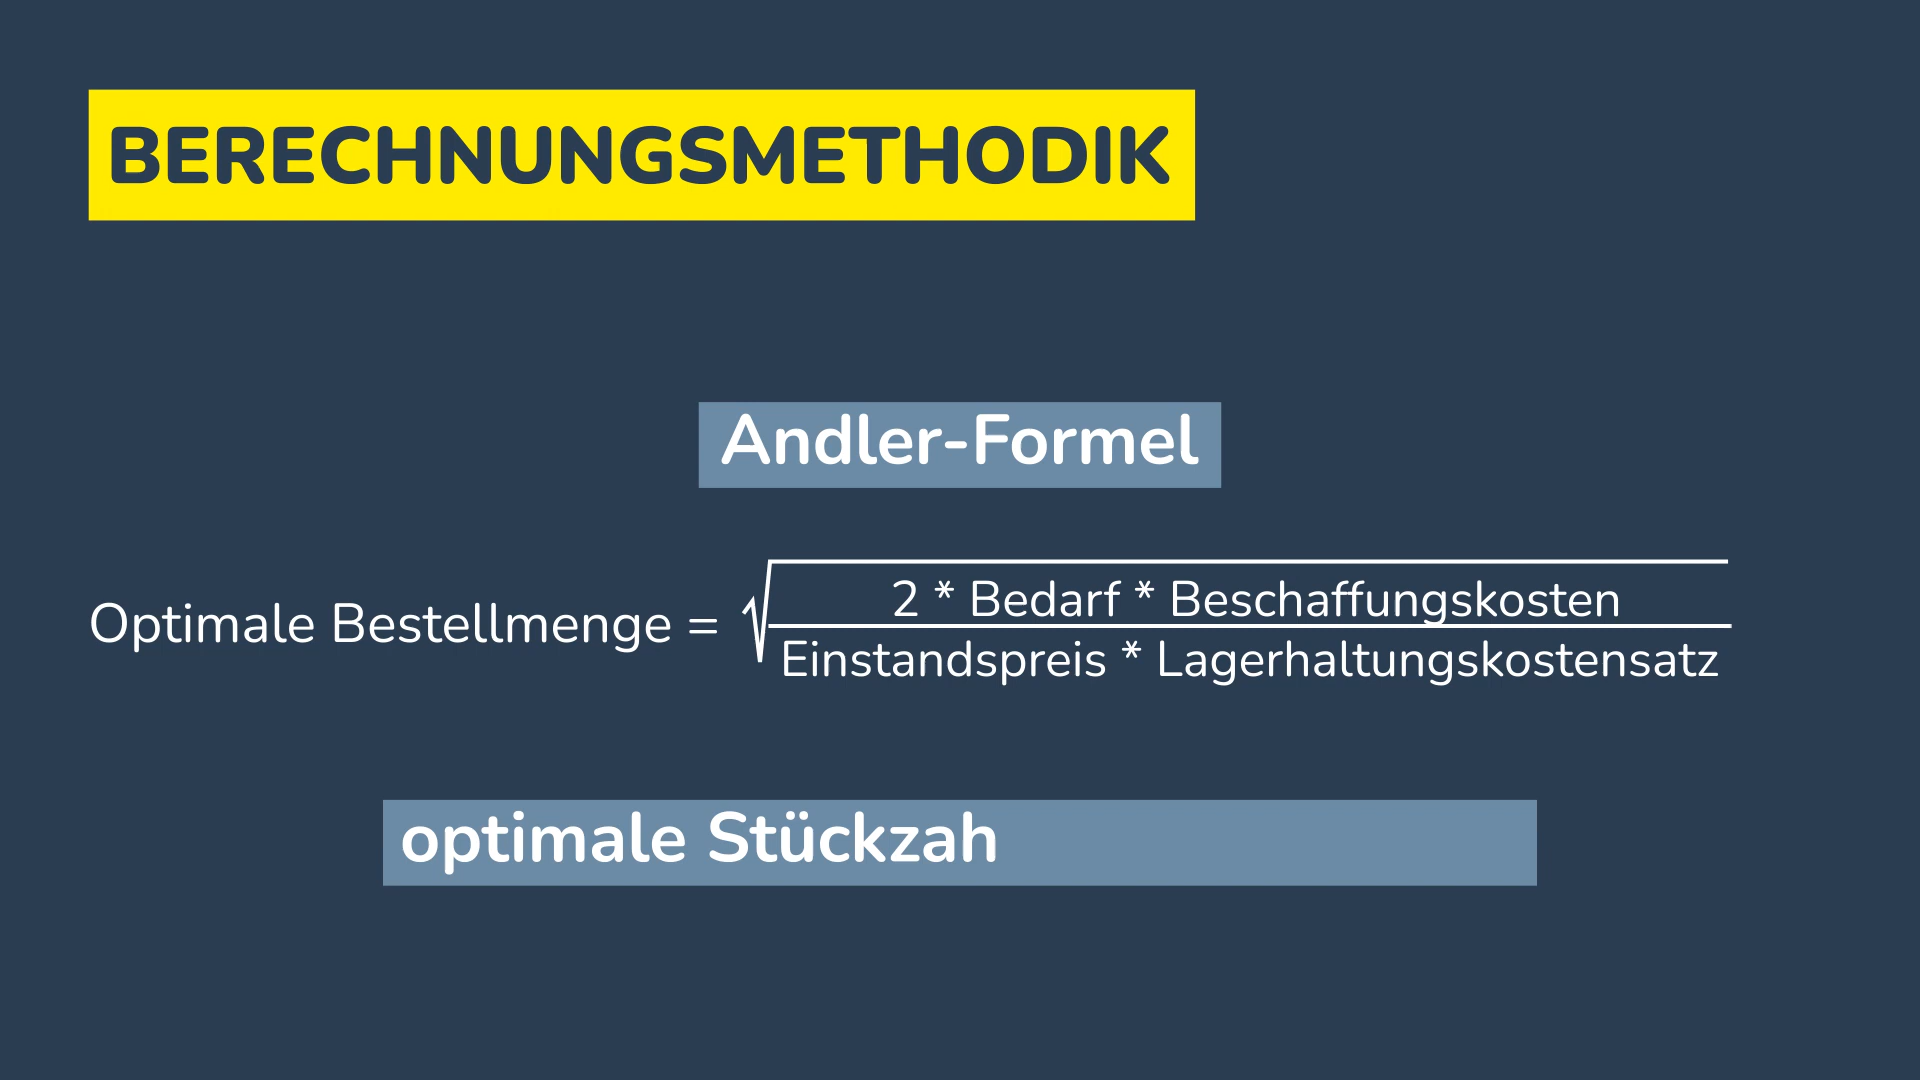 BERECHNUNGSMETHODIK
Andler-Formel
Optimale Bestellmenge = √
2 * Bedarf * Beschaffungskosten
Einstandspreis * Lagerhaltungskostensatz
optimale Stückzah